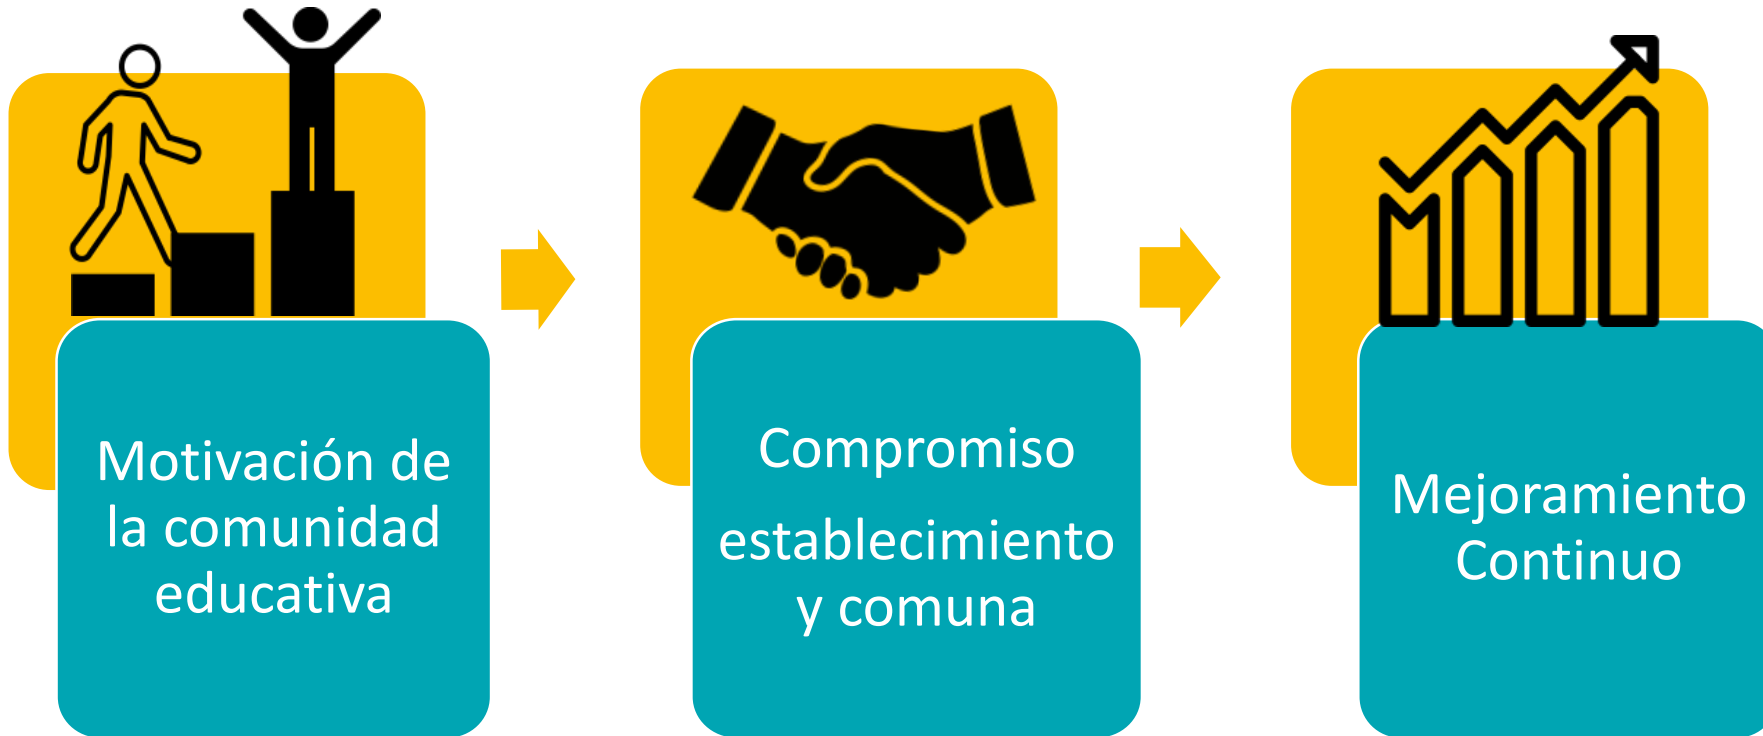 Motivación de
la comunidad
educativa
Compromiso
establecimiento
y comuna
Mejoramiento
Continuo